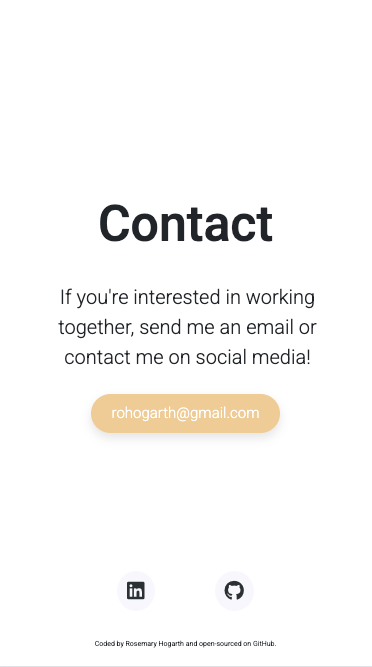 Contact
If you're interested in working
together, send me an email or
contact me on social media!
rohogarth@gmail.com
in
Coded by Rosemary Hogarth and open-sourced on GitHub.